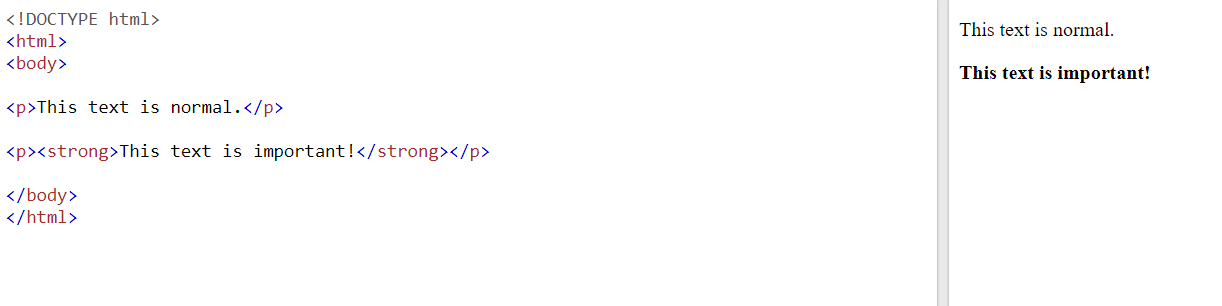 <!DOCTYPE html>
<html>
<body>
<p>This text is normal.</p>
<p><strong>This text is important!</strong></p>
</body>
</html>
This text is normal.
This text is important!